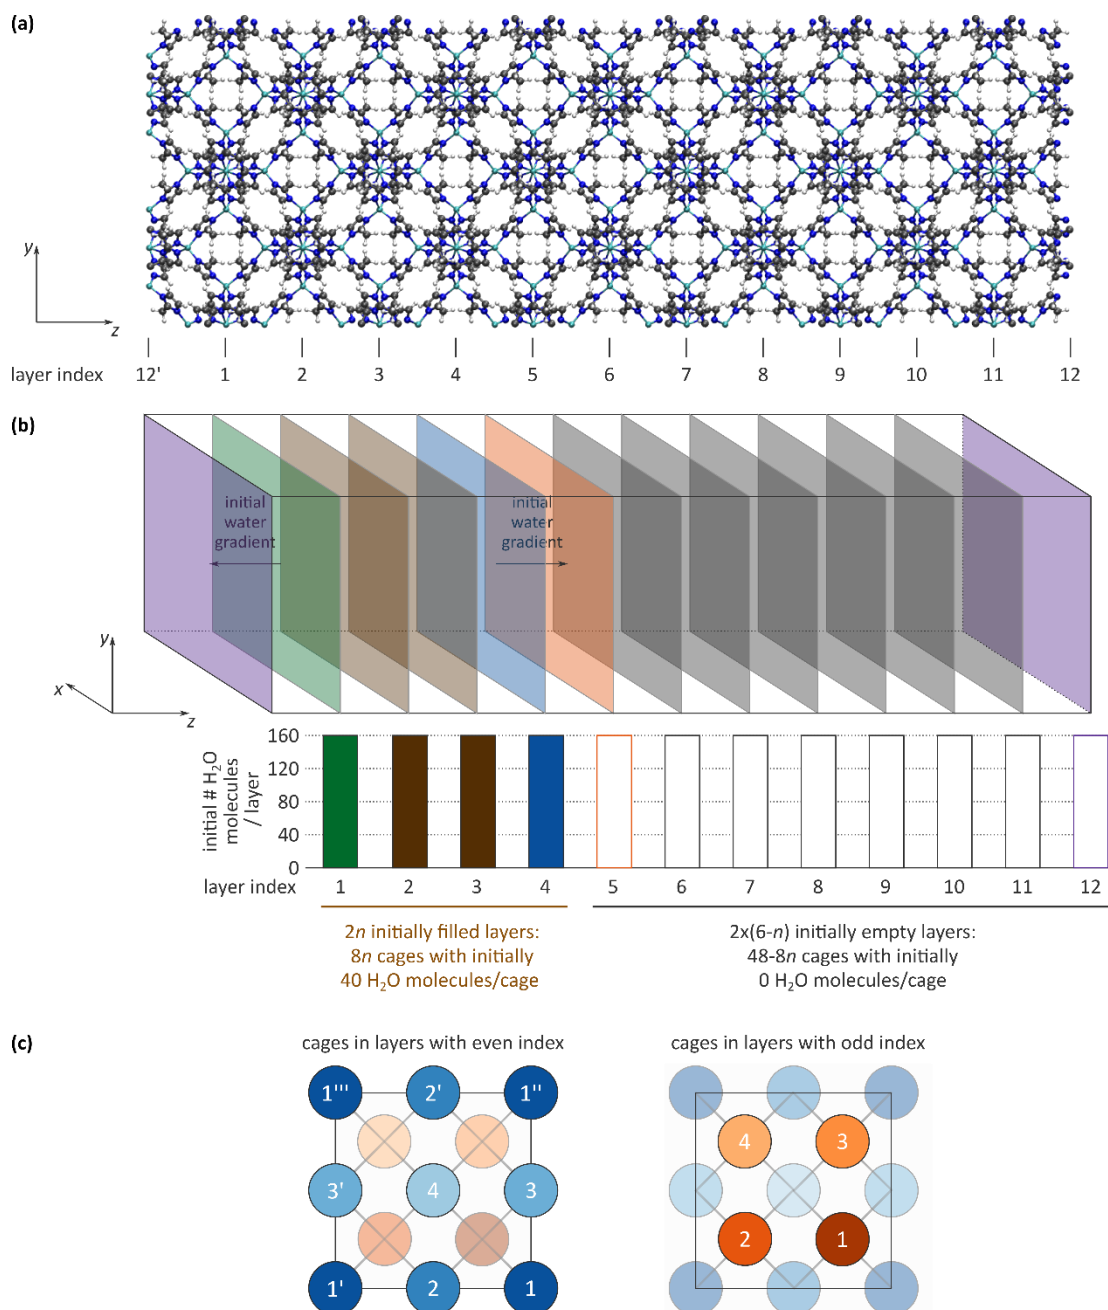 (a)
y
z
layer index 12' 1 2 3 4 5 6 7 8 9 10 11 12
(b)
initial
water
gradient
initial
water
gradient
y
x
z
initial # H₂O
molecules
/ layer
160
120
80
40
0
layer index 1 2 3 4 5 6 7 8 9 10 11 12
2n initially filled layers:
8n cages with initially
40 H₂O molecules/cage
2x(6-n) initially empty layers:
48-8n cages with initially
0 H₂O molecules/cage
(c)
cages in layers with even index
1''' 2' 1''
3' 4 3
1' 2 1
cages in layers with odd index
4 3
2 1